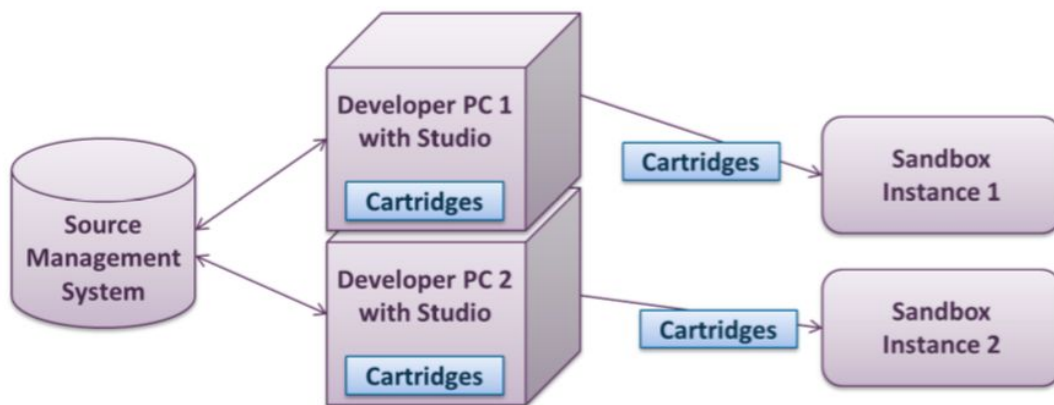 Source
Management
System
Developer PC 1
with Studio
Cartridges
Developer PC 2
with Studio
Cartridges
Cartridges
Sandbox
Instance 1
Cartridges
Sandbox
Instance 2